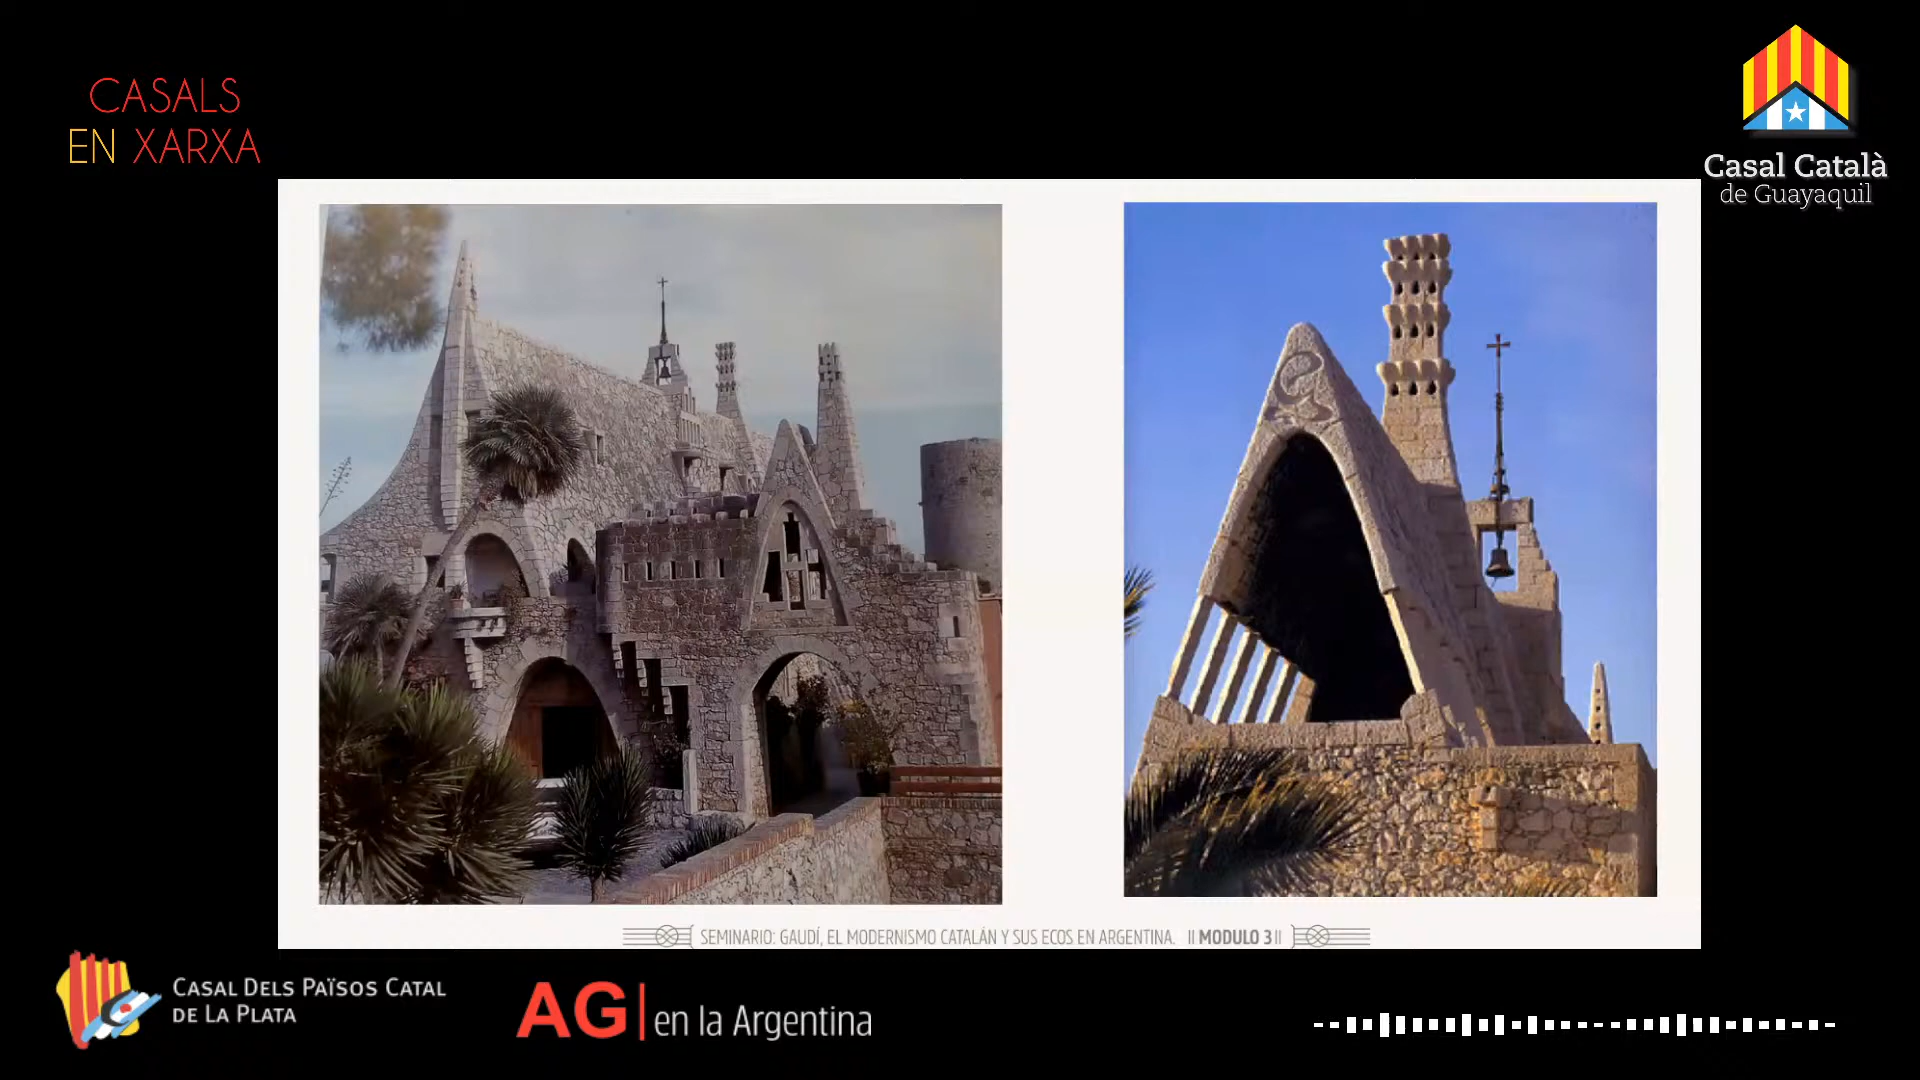 CASALS
EN XARXA
Casal Català
de Guayaquil
SEMINARIO: GAUDÍ, EL MODERNISMO CATALÁN Y SUS ECOS EN ARGENTINA. || MODULO 3 ||
CASAL DELS PAÏSOS CATAL
DE LA PLATA
AG | en la Argentina